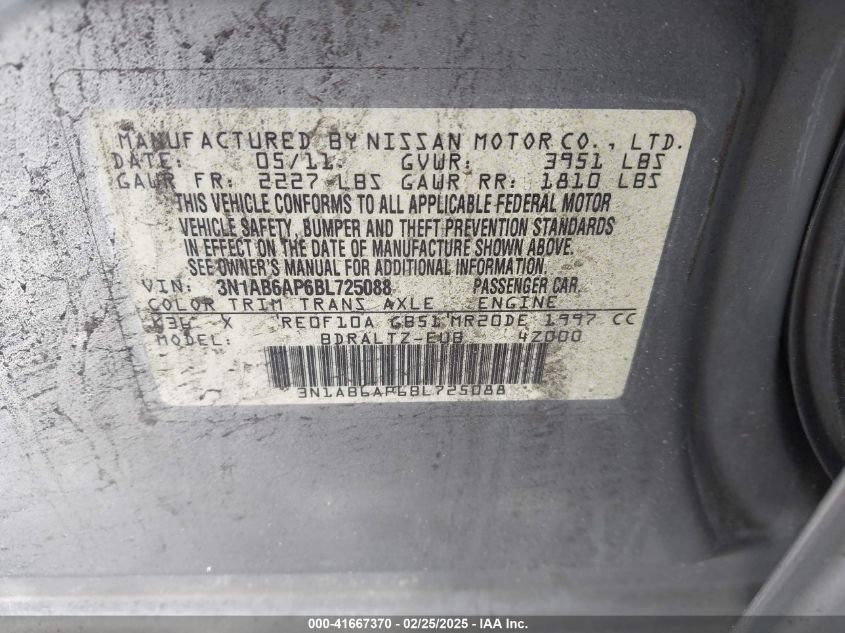 MANUFACTURED BY NISSAN MOTOR CO., LTD.
DATE: 05/11 GVWR: 3951 LBS
GAWR FR: 2227 LBS GAWR RR: 1810 LBS
THIS VEHICLE CONFORMS TO ALL APPLICABLE FEDERAL MOTOR
VEHICLE SAFETY, BUMPER AND THEFT PREVENTION STANDARDS
IN EFFECT ON THE DATE OF MANUFACTURE SHOWN ABOVE.
SEE OWNER'S MANUAL FOR ADDITIONAL INFORMATION.
VIN: 3N1AB6AP6BL725088 PASSENGER CAR
COLOR TRIM TRANS AXLE ENGINE
K36 X RE0F10A GB51 MR20DE 1997 CC
MODEL: BDRALTZ-EUB 4Z000
3N1AB6AP6BL725088
000-41667370 - 02/25/2025 - IAAI Inc.